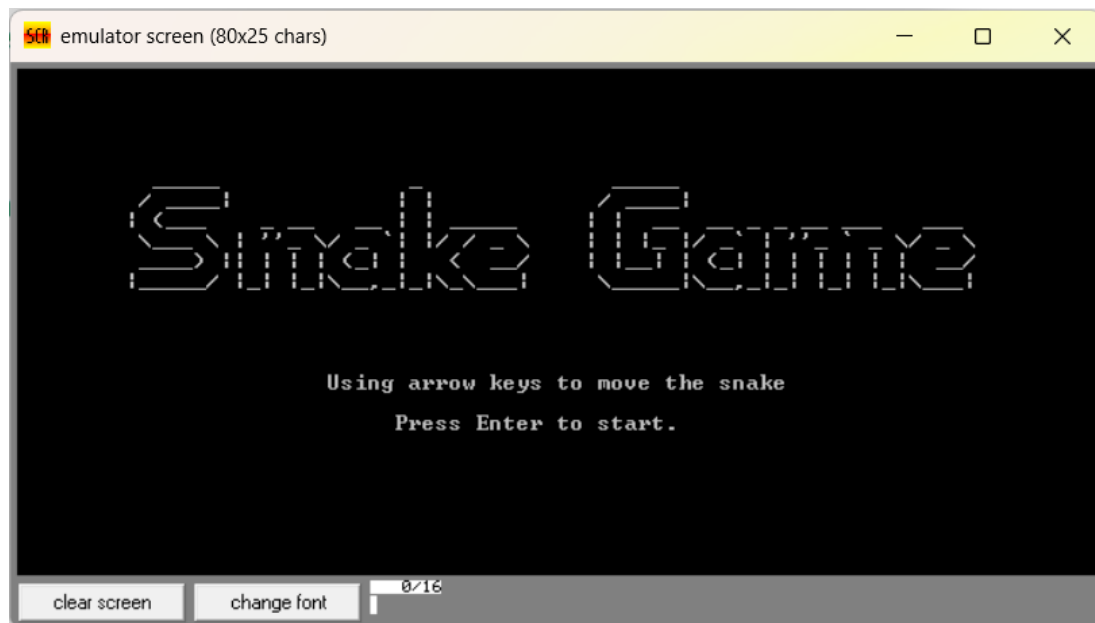 SCR emulator screen (80x25 chars)
Snake Game
Using arrow keys to move the snake
Press Enter to start.
clear screen
change font
0/16